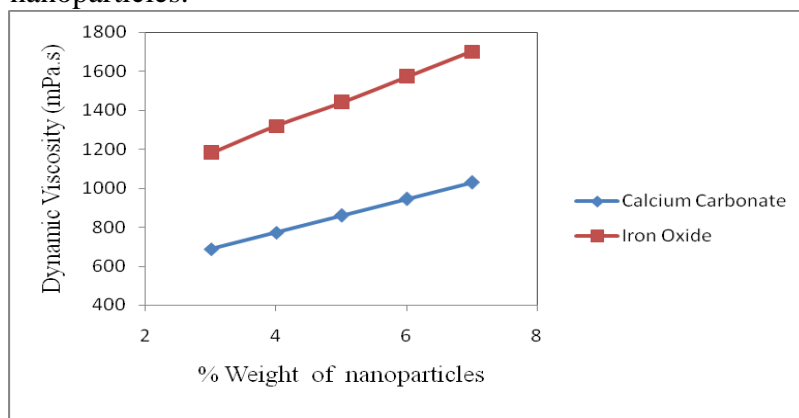 nanoparticles.
1800
1600
1400
1200
1000
800
600
400
Dynamic Viscosity (mPa.s)
2 4 6 8
% Weight of nanoparticles
Calcium Carbonate
Iron Oxide